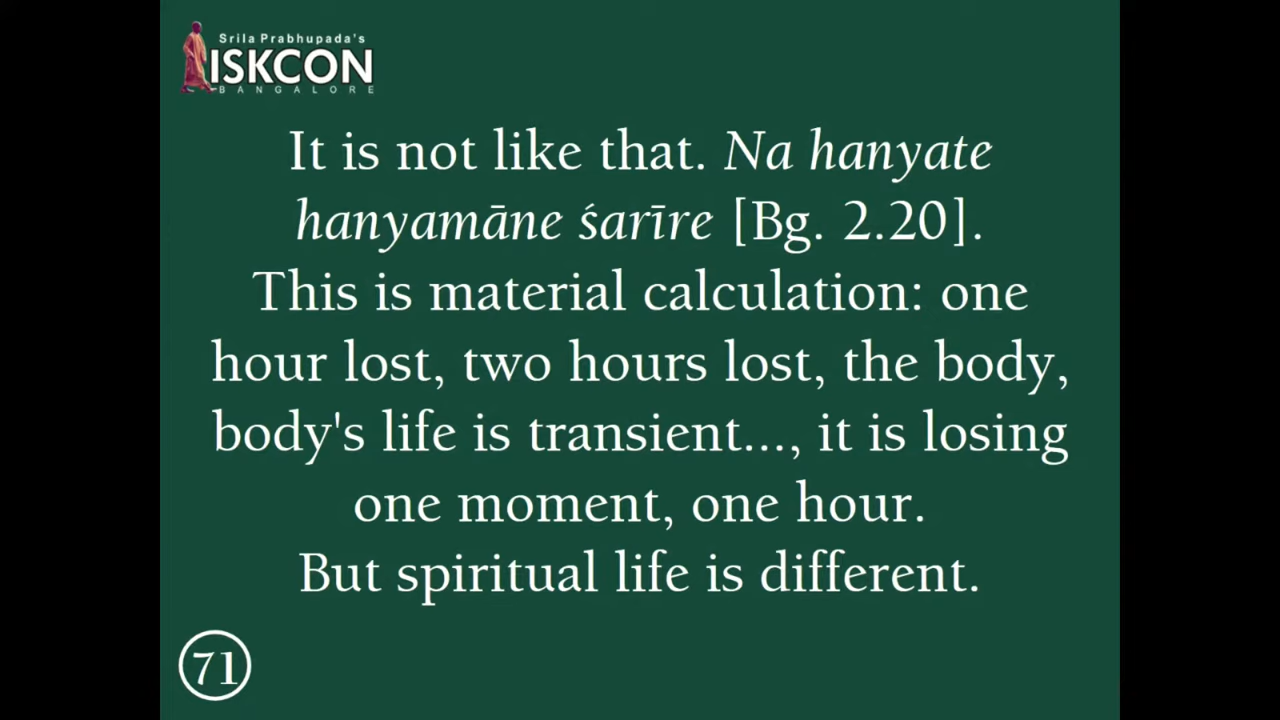 Srila Prabhupada's
ISKCON
BANGALORE
It is not like that. Na hanyate
hanyamāne śarīre [Bg. 2.20].
This is material calculation: one
hour lost, two hours lost, the body,
body's life is transient..., it is losing
one moment, one hour.
But spiritual life is different.
71